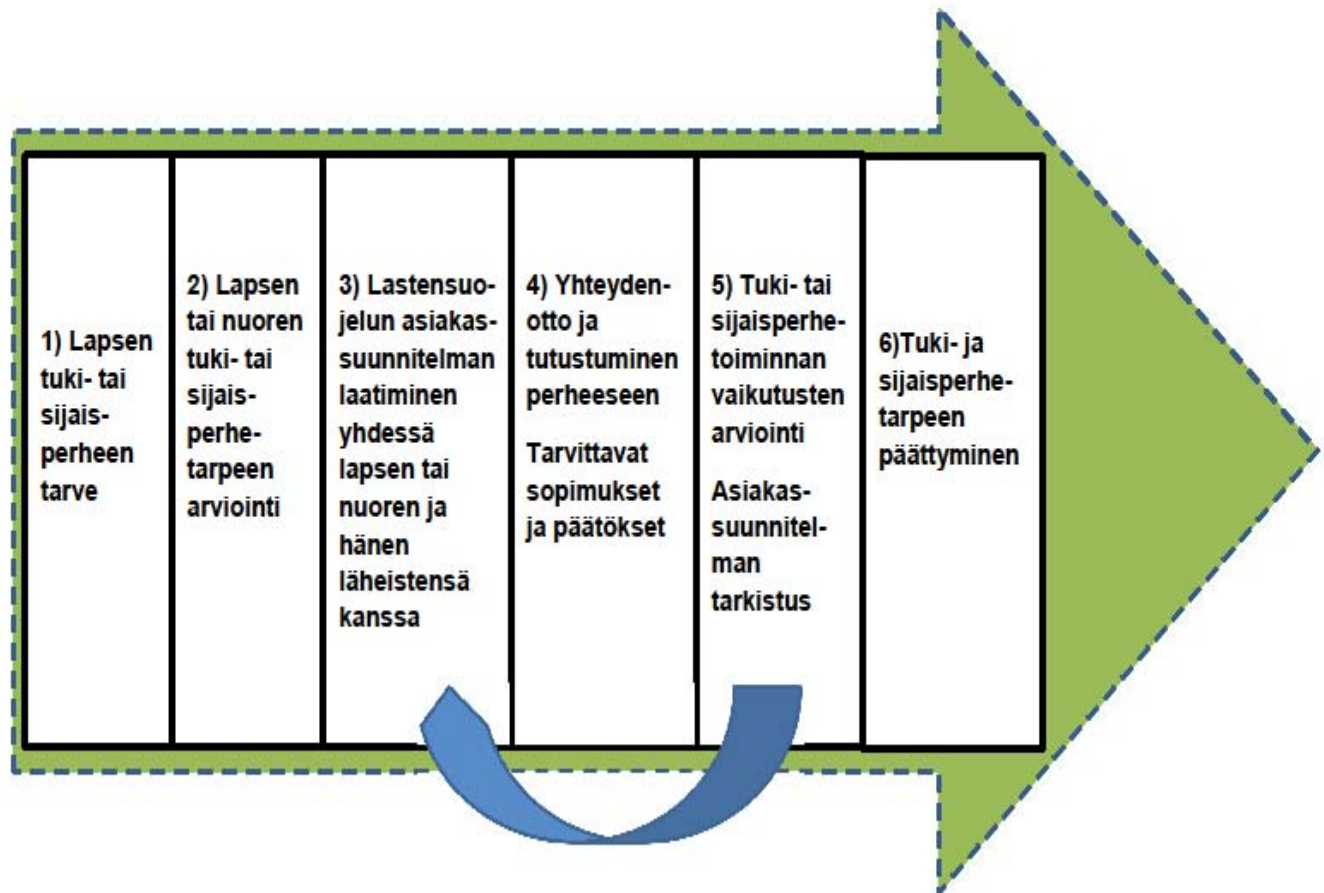 1) Lapsen
tuki- tai
sijais-
perheen
tarve
2) Lapsen
tai nuoren
tuki- tai
sijais-
perhe-
tarpeen
arviointi
3) Lastensuo-
jelun asiakas-
suunnitelman
laatiminen
yhdessä
lapsen tai
nuoren ja
hänen
läheistensä
kanssa
4) Yhteyden-
otto ja
tutustuminen
perheeseen
Tarvittavat
sopimukset
ja päätökset
5) Tuki- tai
sijaisperhe-
toiminnan
vaikutusten
arviointi
Asiakas-
suunnitel-
man
tarkistus
6)Tuki- ja
sijaisperhe-
tarpeen
päättyminen